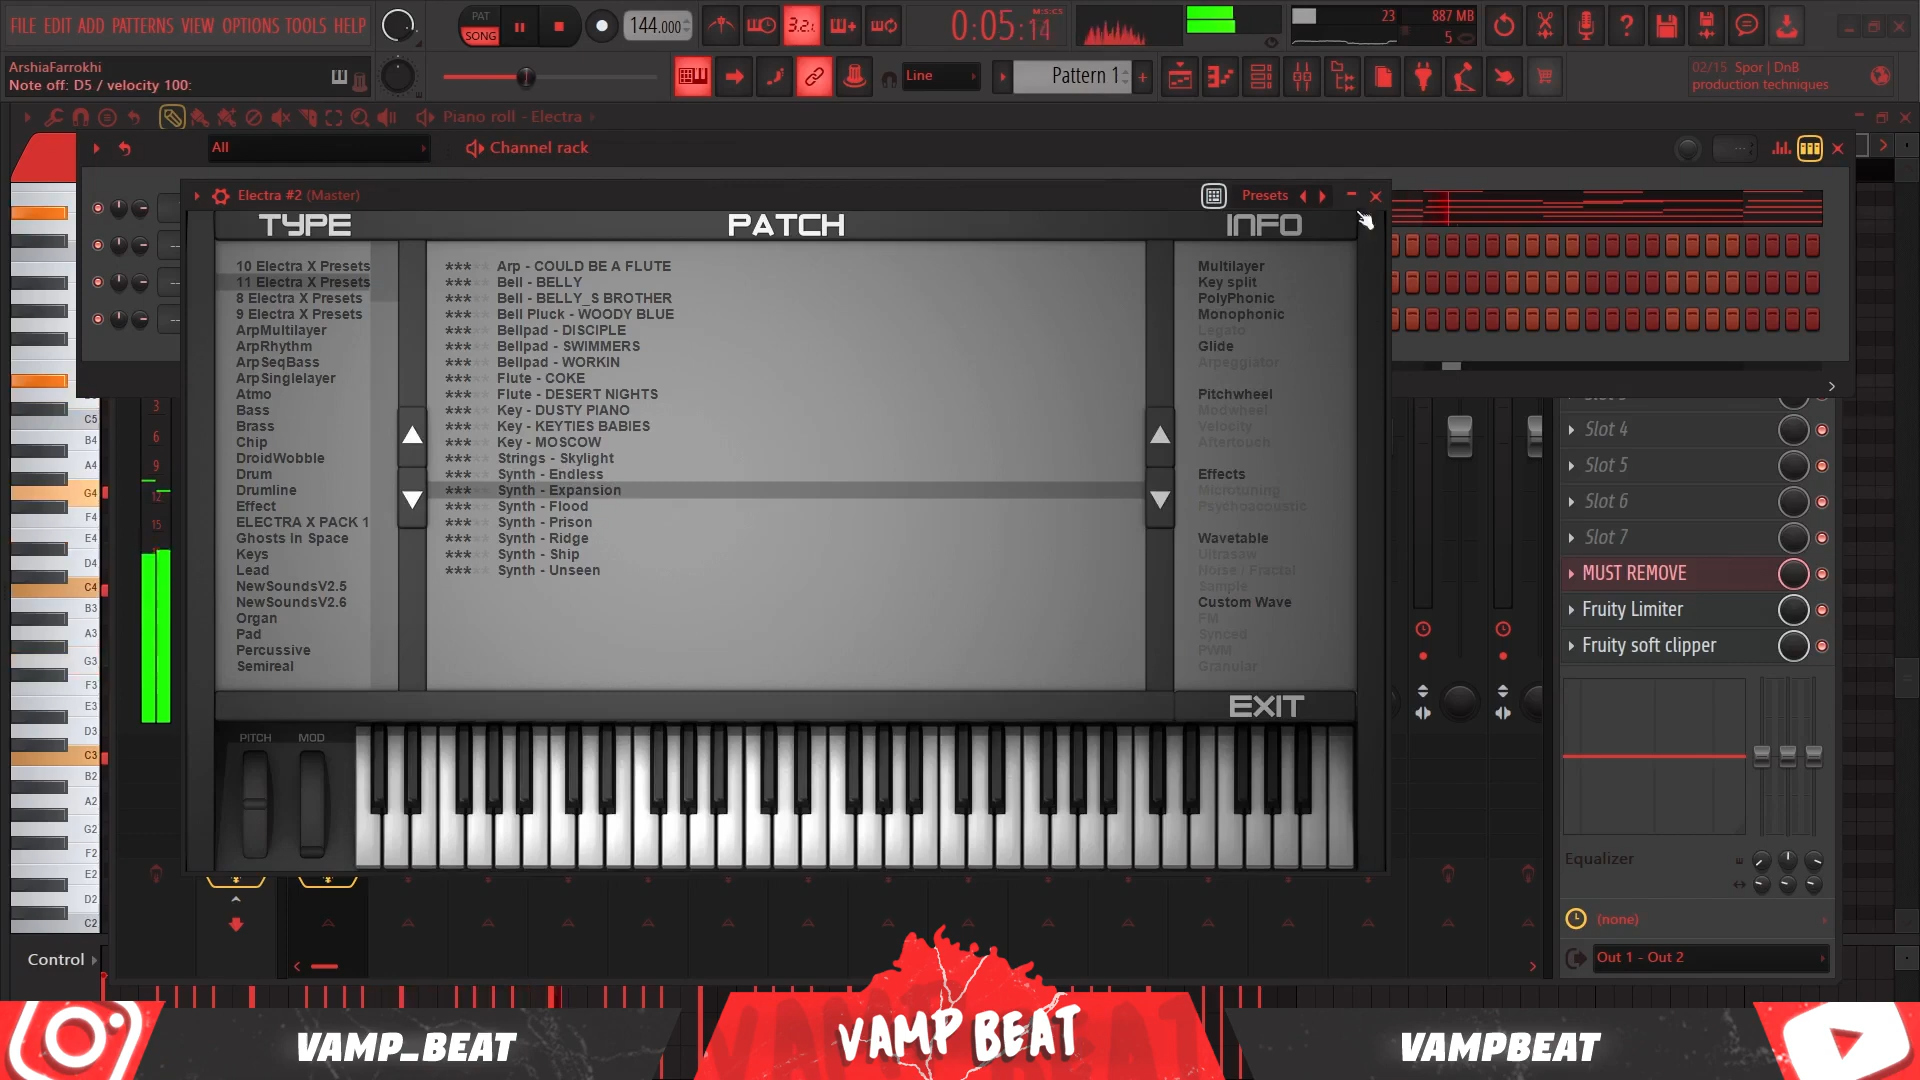 FILE EDIT ADD PATTERNS VIEW OPTIONS TOOLS HELP
PAT
SONG
144.000
3.2.
0:05:14
M:S:CS
23
887 MB
5
ArshiaFarrokhi
Note off: D5 / velocity 100:
Line
Pattern 1
02/15 Spor | DnB
production techniques
Piano roll - Electra
All
Channel rack
Electra #2 (Master)
Presets
TYPE
PATCH
INFO
10 Electra X Presets
11 Electra X Presets
8 Electra X Presets
9 Electra X Presets
ArpMultilayer
ArpRhythm
ArpSeqBass
ArpSinglelayer
Atmo
Bass
Brass
Chip
DroidWobble
Drum
Drumline
Effect
ELECTRA X PACK 1
Ghosts In Space
Keys
Lead
NewSoundsV2.5
NewSoundsV2.6
Organ
Pad
Percussive
Semireal
*** Arp - COULD BE A FLUTE
*** Bell - BELLY
*** Bell - BELLY_S BROTHER
*** Bell Pluck - WOODY BLUE
*** Bellpad - DISCIPLE
*** Bellpad - SWIMMERS
*** Bellpad - WORKIN
*** Flute - COKE
*** Flute - DESERT NIGHTS
*** Key - DUSTY PIANO
*** Key - KEYTIES BABIES
*** Key - MOSCOW
*** Strings - Skylight
*** Synth - Endless
*** Synth - Expansion
*** Synth - Flood
*** Synth - Prison
*** Synth - Ridge
*** Synth - Ship
*** Synth - Unseen
Multilayer
Key split
PolyPhonic
Monophonic
Legato
Glide
Arpeggiator
Pitchwheel
Modwheel
Velocity
Aftertouch
Effects
Microtuning
Psychoacoustic
Wavetable
Ultrasaw
Noise / Fractal
Sample
Custom Wave
FM
Synced
PWM
Granular
EXIT
PITCH
MOD
C5
B4
A4
G4
F4
E4
D4
C4
B3
A3
G3
F3
E3
D3
C3
B2
A2
G2
F2
E2
D2
C2
3
6
9
12
15
Slot 4
Slot 5
Slot 6
Slot 7
MUST REMOVE
Fruity Limiter
Fruity soft clipper
Equalizer
(none)
Out 1 - Out 2
Control
VAMP_BEAT
VAMP BEAT
VAMPBEAT